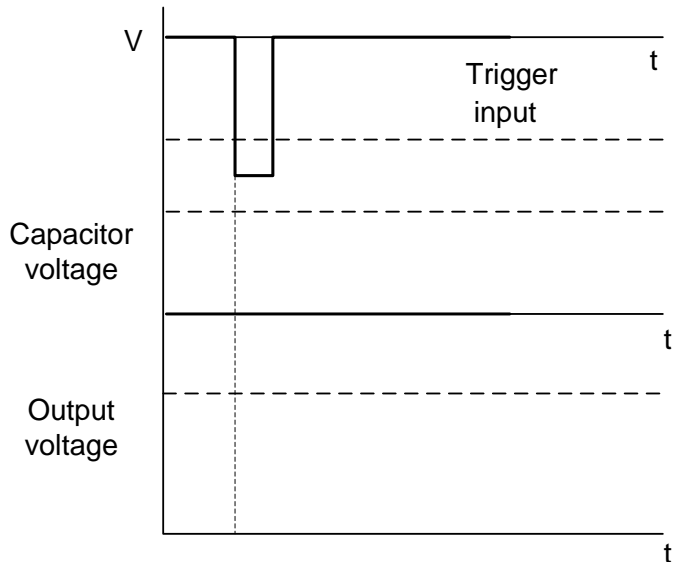 V
t
Trigger
input
Capacitor
voltage
t
Output
voltage
t